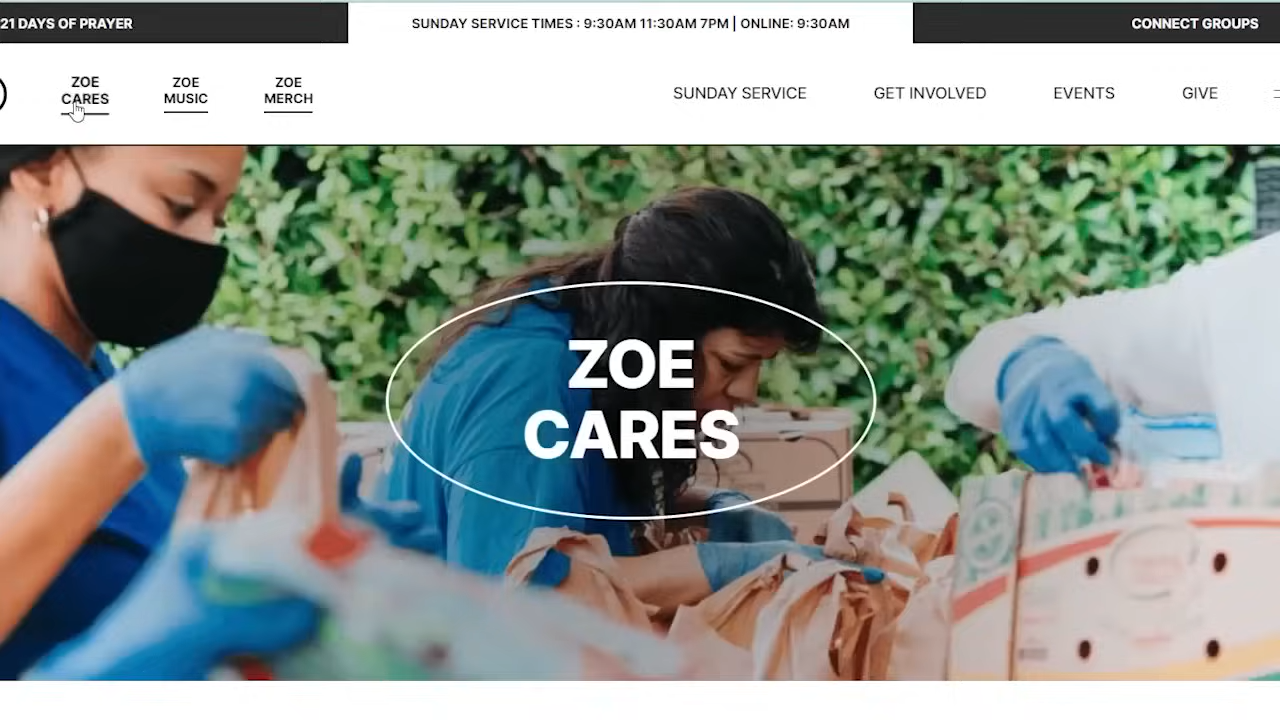 21 DAYS OF PRAYER
SUNDAY SERVICE TIMES : 9:30AM 11:30AM 7PM | ONLINE: 9:30AM
CONNECT GROUPS
ZOE
CARES
ZOE
MUSIC
ZOE
MERCH
SUNDAY SERVICE
GET INVOLVED
EVENTS
GIVE
ZOE
CARES